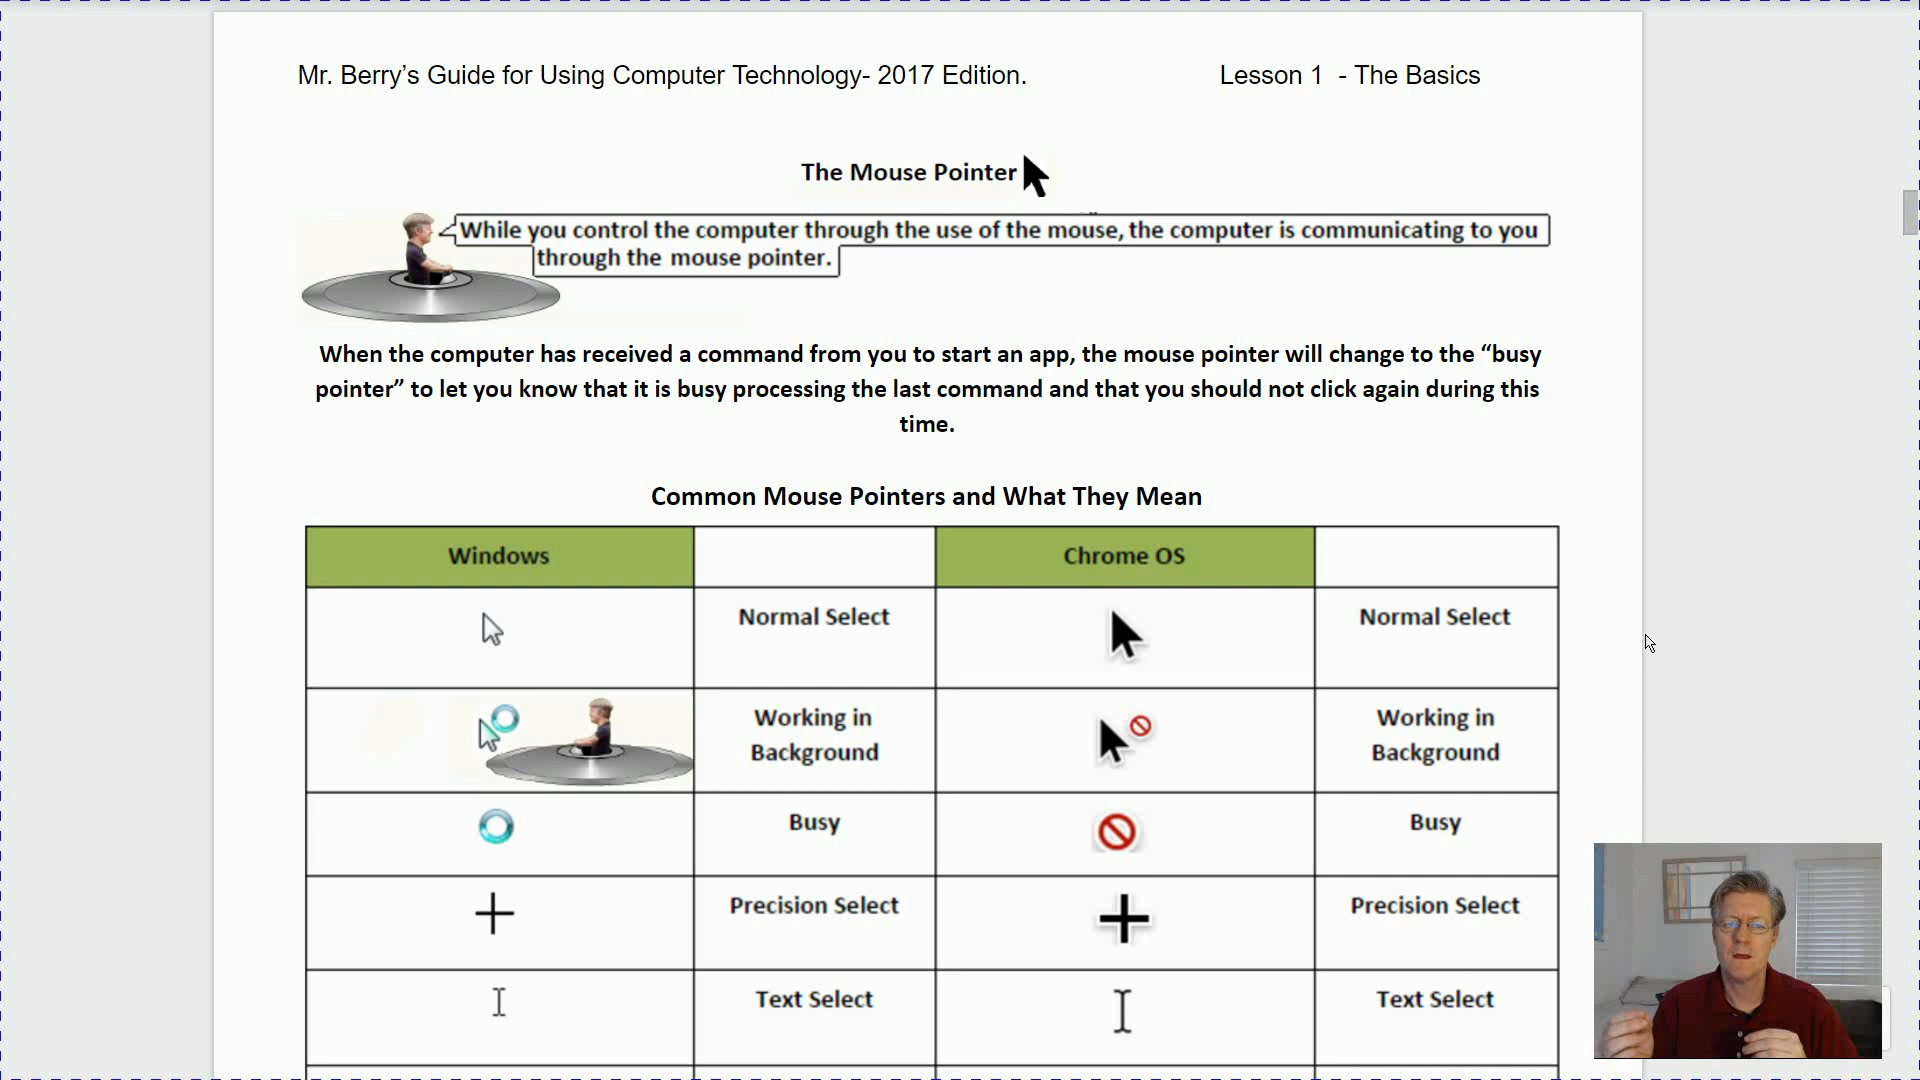 Mr. Berry’s Guide for Using Computer Technology- 2017 Edition. Lesson 1 - The Basics
The Mouse Pointer
While you control the computer through the use of the mouse, the computer is communicating to you
through the mouse pointer.
When the computer has received a command from you to start an app, the mouse pointer will change to the “busy
pointer” to let you know that it is busy processing the last command and that you should not click again during this
time.
Common Mouse Pointers and What They Mean
Windows Chrome OS
Normal Select Normal Select
Working in Working in
Background Background
Busy Busy
Precision Select Precision Select
Text Select Text Select